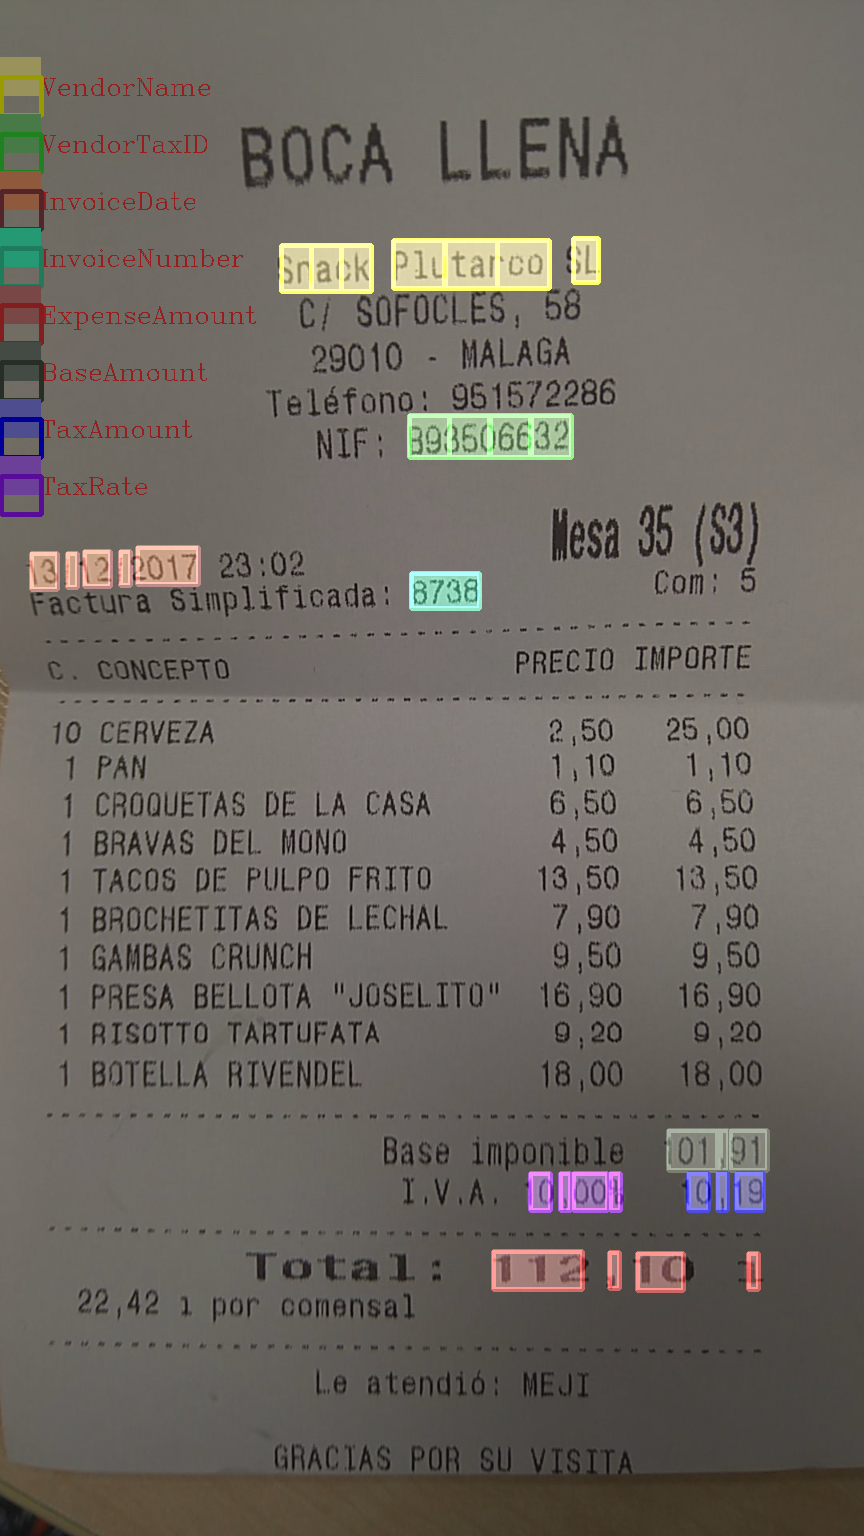 VendorName
VendorTaxID
InvoiceDate
InvoiceNumber
ExpenseAmount
BaseAmount
TaxAmount
TaxRate
BOCA LLENA
Snack Plutarco SL
C/ SOFOCLES, 58
29010 - MALAGA
Teléfono: 951572286
NIF: B93506632
Mesa 35 (S3)
13/12/2017 23:02
Com: 5
Factura Simplificada: 8738
C. CONCEPTO PRECIO IMPORTE
10 CERVEZA 2,50 25,00
1 PAN 1,10 1,10
1 CROQUETAS DE LA CASA 6,50 6,50
1 BRAVAS DEL MONO 4,50 4,50
1 TACOS DE PULPO FRITO 13,50 13,50
1 BROCHETITAS DE LECHAL 7,90 7,90
1 GAMBAS CRUNCH 9,50 9,50
1 PRESA BELLOTA "JOSELITO" 16,90 16,90
1 RISOTTO TARTUFATA 9,20 9,20
1 BOTELLA RIVENDEL 18,00 18,00
Base imponible 101,91
I.V.A. 10,00% 10,19
Total: 112,10 ı
22,42 ı por comensal
Le atendió: MEJI
GRACIAS POR SU VISITA